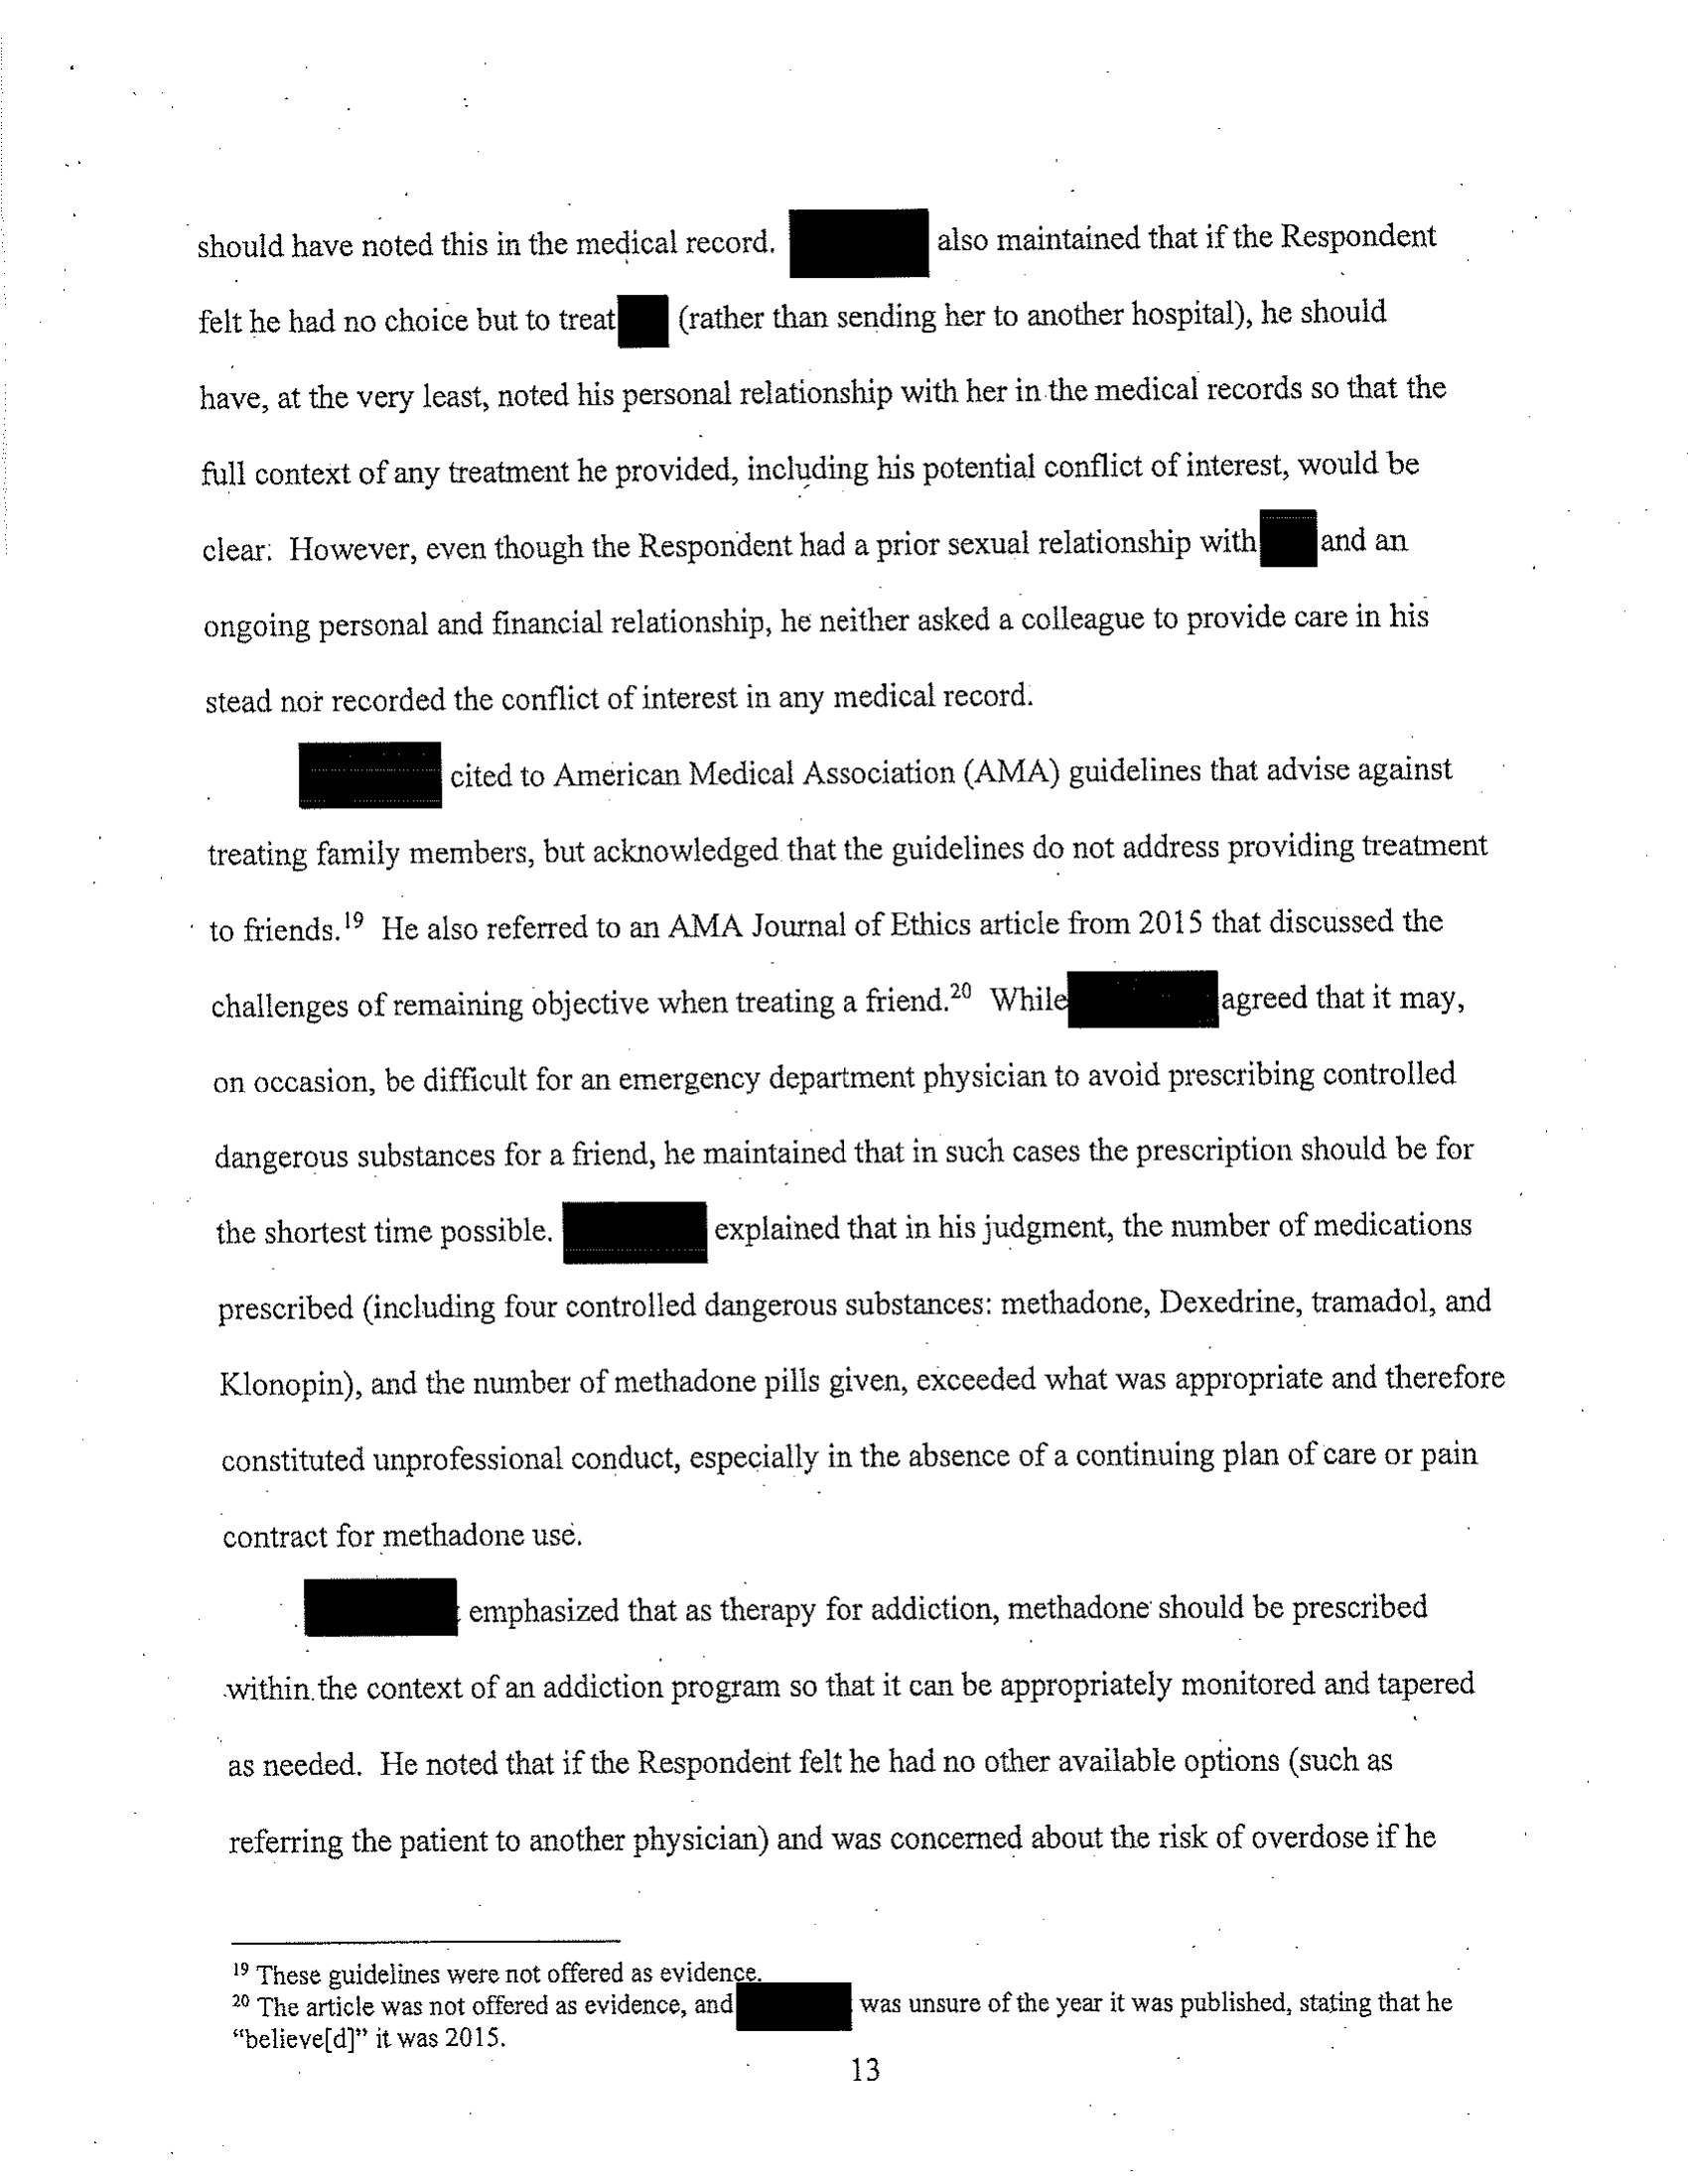 should have noted this in the medical record. also maintained that if the Respondent
felt he had no choice but to treat (rather than sending her to another hospital), he should
have, at the very least, noted his personal relationship with her in the medical records so that the
full context of any treatment he provided, including his potential conflict of interest, would be
clear. However, even though the Respondent had a prior sexual relationship with and an
ongoing personal and financial relationship, he neither asked a colleague to provide care in his
stead nor recorded the conflict of interest in any medical record.
cited to American Medical Association (AMA) guidelines that advise against
treating family members, but acknowledged that the guidelines do not address providing treatment
to friends.19 He also referred to an AMA Journal of Ethics article from 2015 that discussed the
challenges of remaining objective when treating a friend.20 While agreed that it may,
on occasion, be difficult for an emergency department physician to avoid prescribing controlled
dangerous substances for a friend, he maintained that in such cases the prescription should be for
the shortest time possible. explained that in his judgment, the number of medications
prescribed (including four controlled dangerous substances: methadone, Dexedrine, tramadol, and
Klonopin), and the number of methadone pills given, exceeded what was appropriate and therefore
constituted unprofessional conduct, especially in the absence of a continuing plan of care or pain
contract for methadone use.
emphasized that as therapy for addiction, methadone should be prescribed
within the context of an addiction program so that it can be appropriately monitored and tapered
as needed. He noted that if the Respondent felt he had no other available options (such as
referring the patient to another physician) and was concerned about the risk of overdose if he
19 These guidelines were not offered as evidence.
20 The article was not offered as evidence, and was unsure of the year it was published, stating that he
"believe[d]" it was 2015.
13